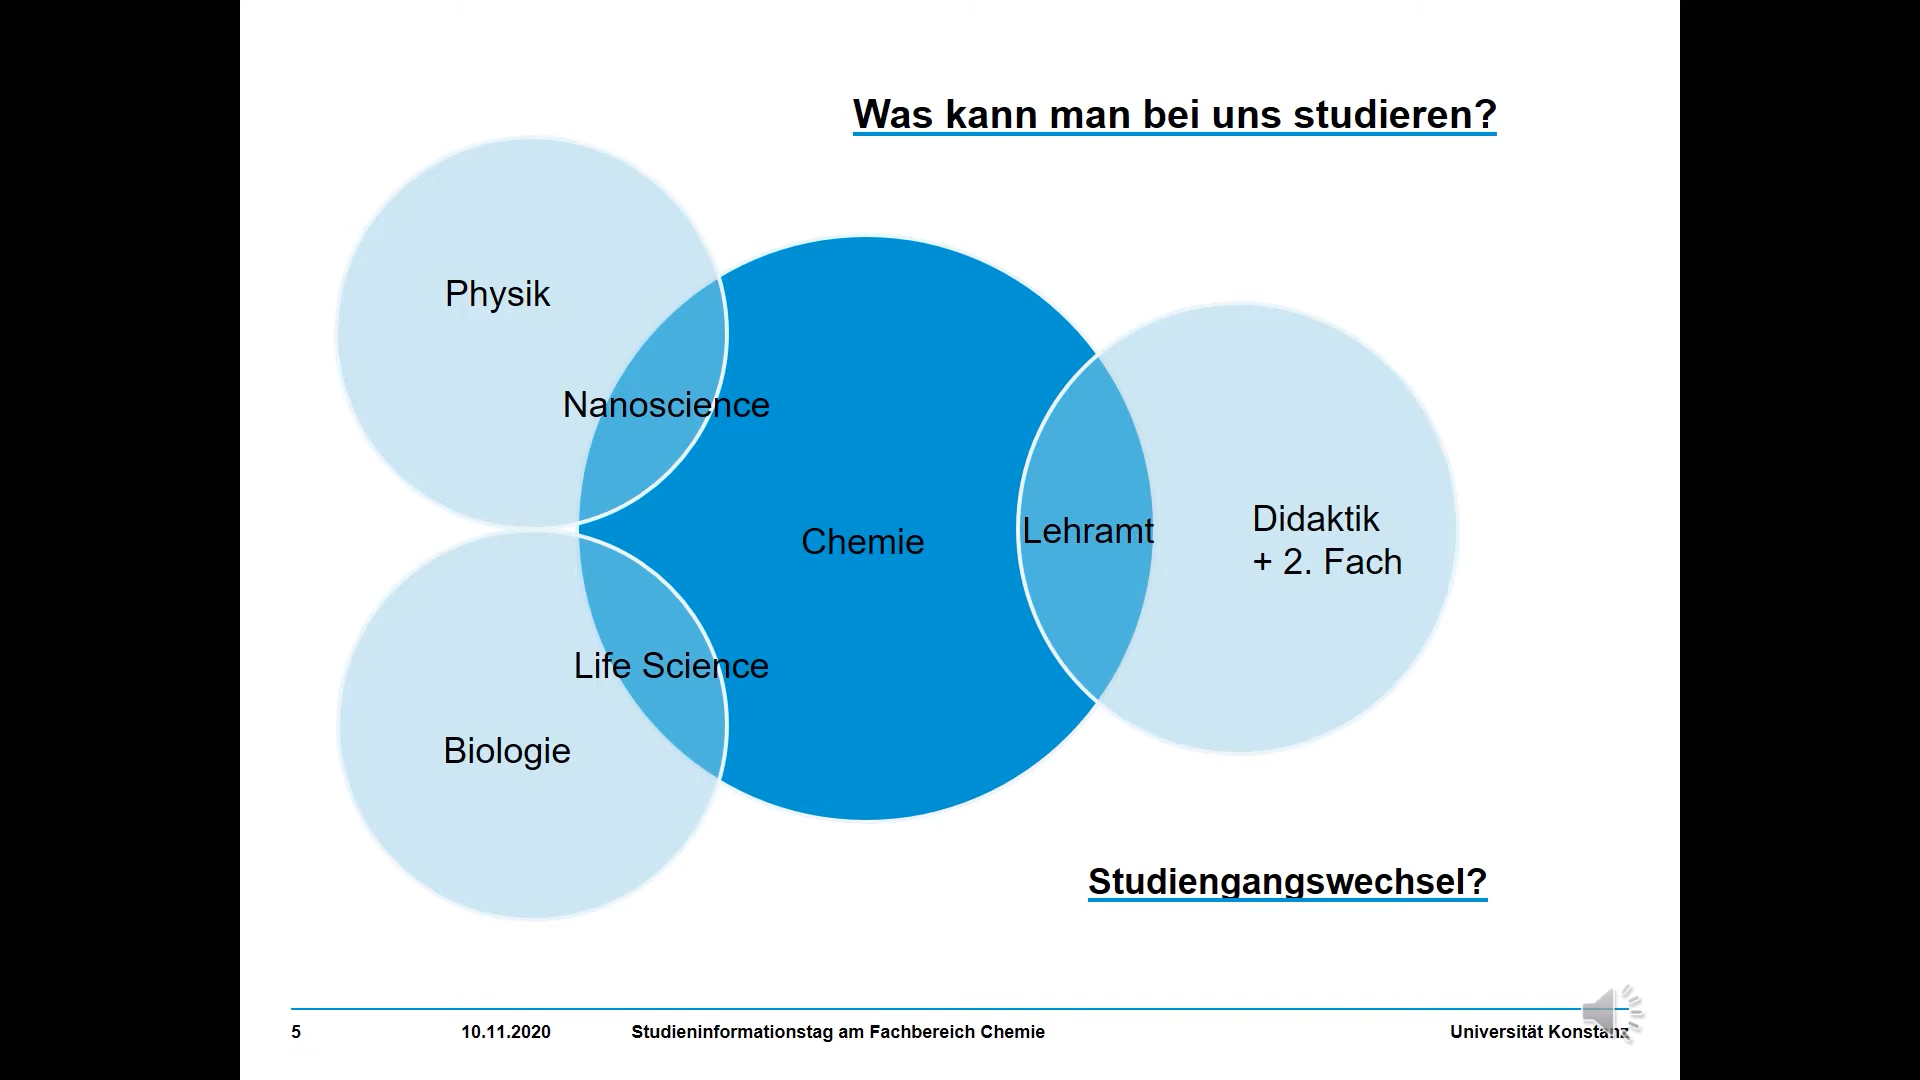 Was kann man bei uns studieren?
Physik
Nanoscience
Chemie
Lehramt
Didaktik
+ 2. Fach
Life Science
Biologie
Studiengangswechsel?
5
10.11.2020
Studieninformationstag am Fachbereich Chemie
Universität Konstanz